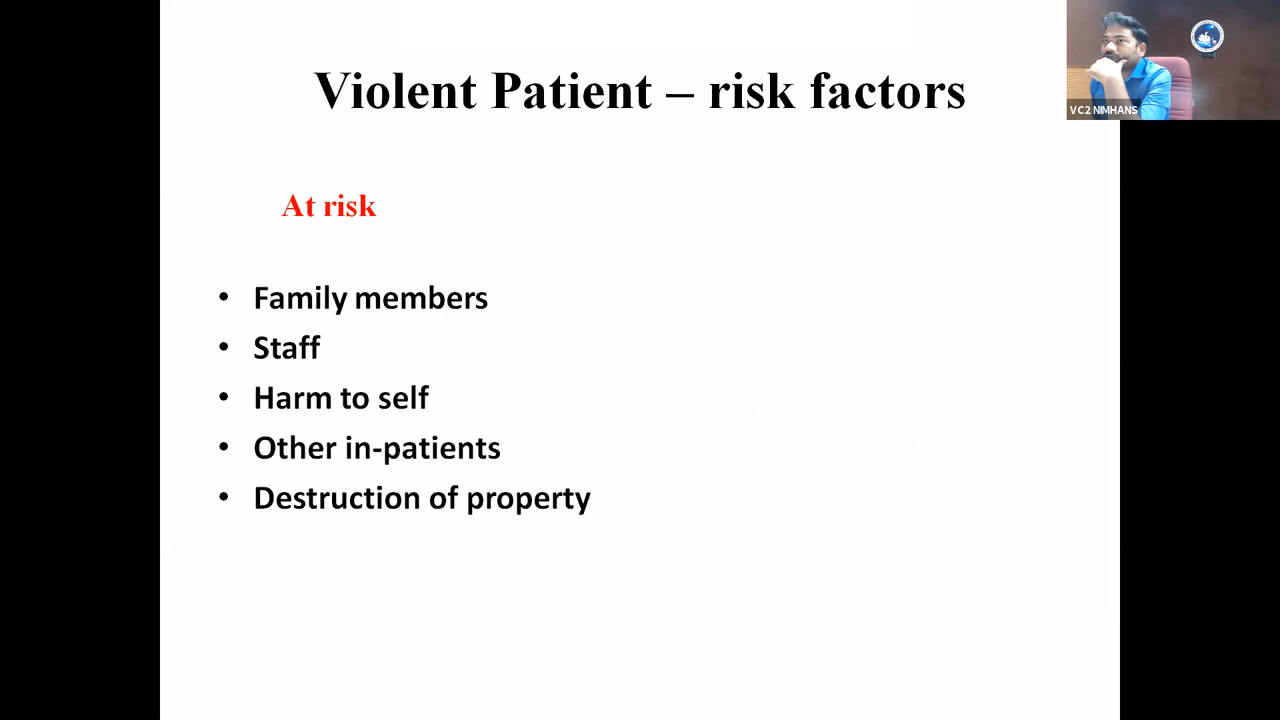 Violent Patient – risk factors
VC2 NIMHANS
At risk
• Family members
• Staff
• Harm to self
• Other in-patients
• Destruction of property